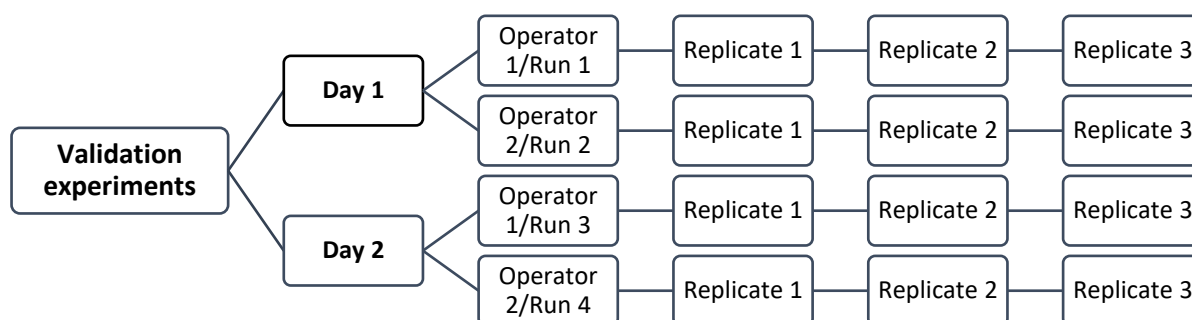 Operator
1/Run 1
Replicate 1
Replicate 2
Replicate 3
Day 1
Operator
2/Run 2
Replicate 1
Replicate 2
Replicate 3
Validation
experiments
Operator
1/Run 3
Replicate 1
Replicate 2
Replicate 3
Day 2
Operator
2/Run 4
Replicate 1
Replicate 2
Replicate 3